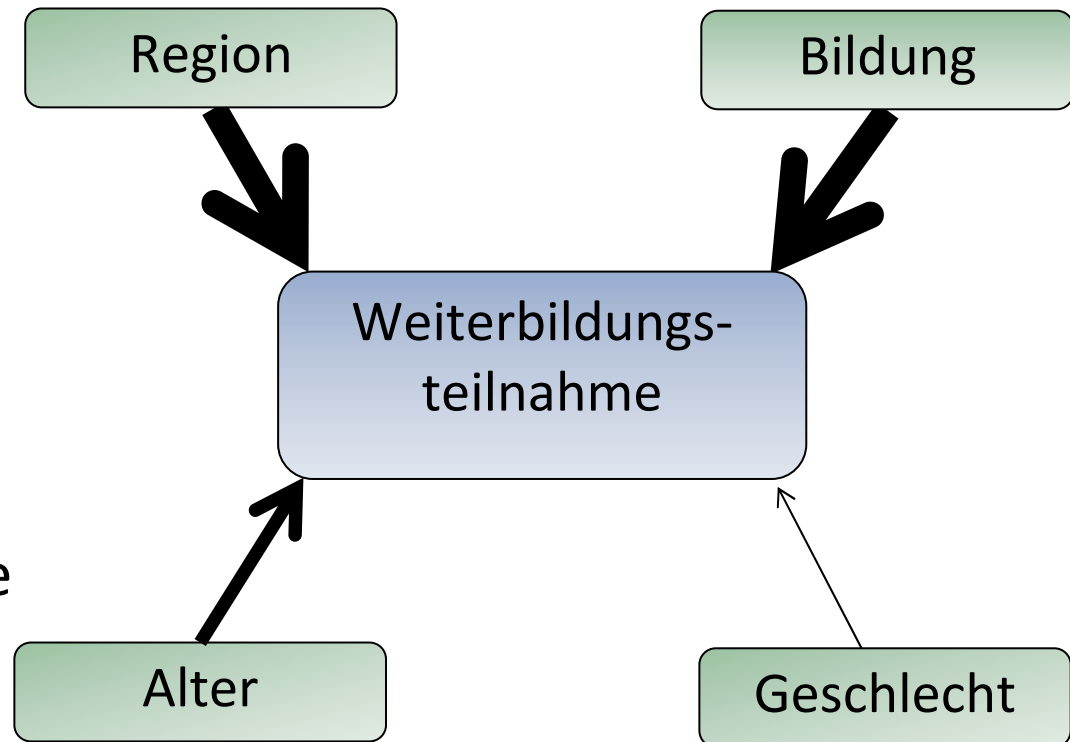 Region
Bildung
Weiterbildungs-
teilnahme
e
Alter
Geschlecht